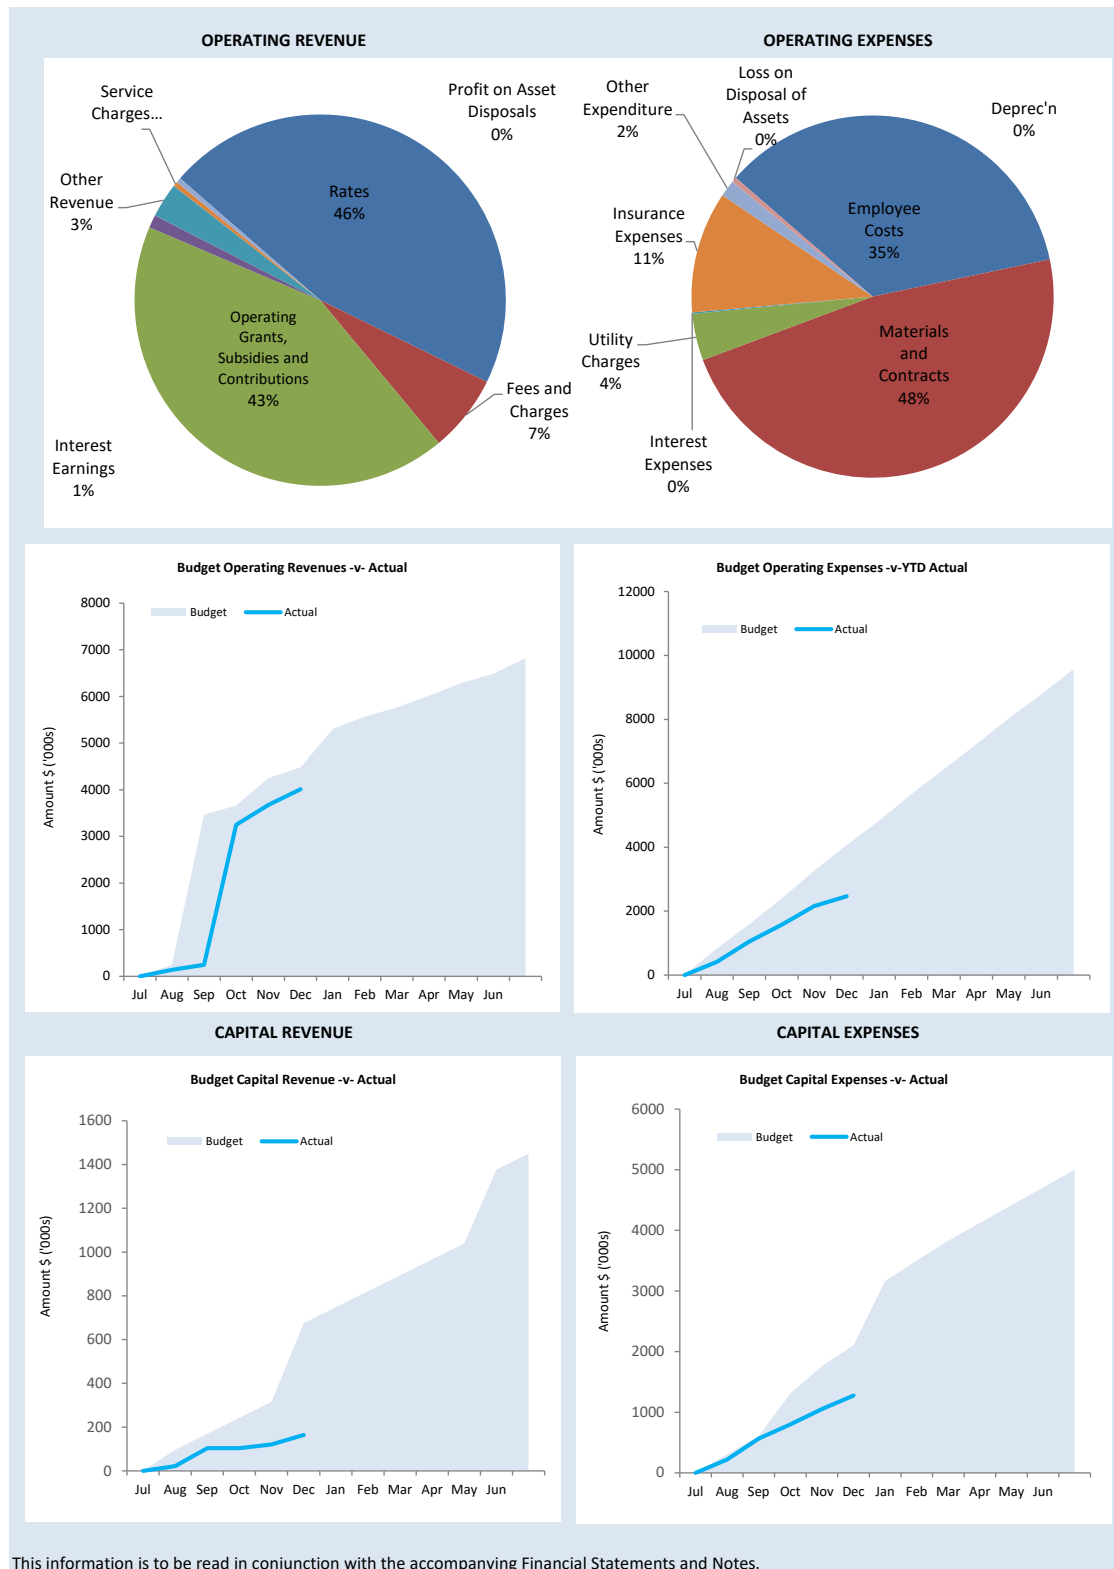 OPERATING REVENUE
OPERATING EXPENSES
Service
Charges...
Other
Revenue
3%
Profit on Asset
Disposals
0%
Rates
46%
Operating
Grants,
Subsidies and
Contributions
43%
Fees and
Charges
7%
Interest
Earnings
1%
Other
Expenditure
2%
Loss on
Disposal of
Assets
0%
Deprec'n
0%
Insurance
Expenses
11%
Employee
Costs
35%
Utility
Charges
4%
Materials
and
Contracts
48%
Interest
Expenses
0%
Budget Operating Revenues -v- Actual
Budget Actual
8000
7000
6000
5000
4000
3000
2000
1000
0
Amount $ ('000s)
Jul Aug Sep Oct Nov Dec Jan Feb Mar Apr May Jun
Budget Operating Expenses -v-YTD Actual
Budget Actual
12000
10000
8000
6000
4000
2000
0
Amount $ ('000s)
Jul Aug Sep Oct Nov Dec Jan Feb Mar Apr May Jun
CAPITAL REVENUE
CAPITAL EXPENSES
Budget Capital Revenue -v- Actual
Budget Actual
1600
1400
1200
1000
800
600
400
200
0
Amount $ ('000s)
Jul Aug Sep Oct Nov Dec Jan Feb Mar Apr May Jun
Budget Capital Expenses -v- Actual
Budget Actual
6000
5000
4000
3000
2000
1000
0
Amount $ ('000s)
Jul Aug Sep Oct Nov Dec Jan Feb Mar Apr May Jun
This information is to be read in conjunction with the accompanying Financial Statements and Notes.